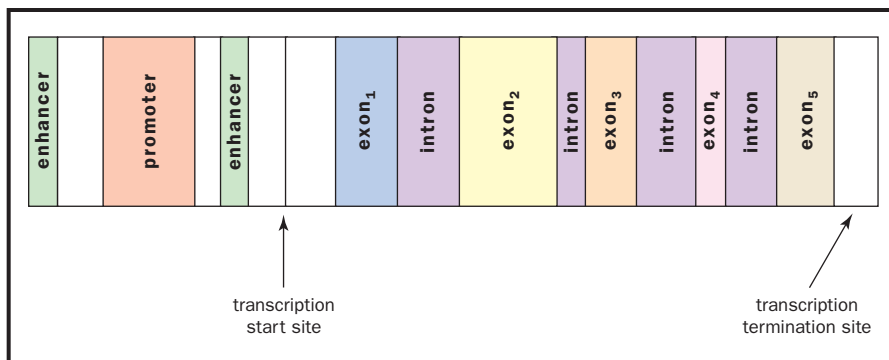 enhancer
promoter
enhancer
exon₁
intron
exon₂
intron
exon₃
intron
exon₄
intron
exon₅
transcription
start site
transcription
termination site